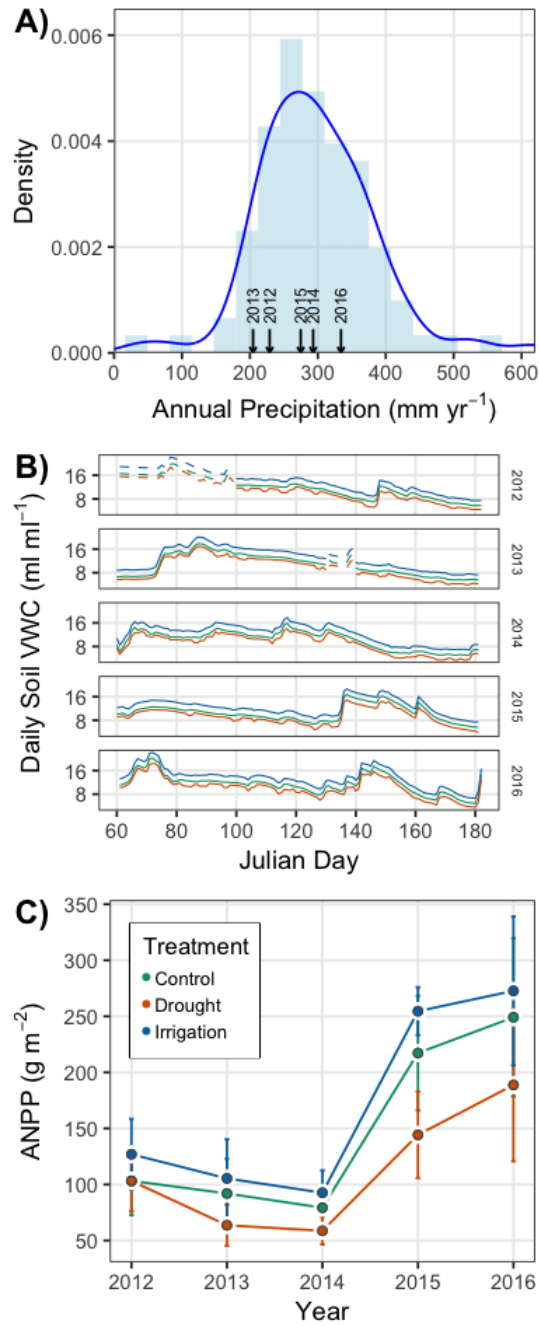 A)
0.006
0.004
0.002
0.000
Density
2013
2012
2015
2014
2016
0 100 200 300 400 500 600
Annual Precipitation (mm yr⁻¹)
B)
Daily Soil VWC (ml ml⁻¹)
16
8
2012
16
8
2013
16
8
2014
16
8
2015
16
8
2016
60 80 100 120 140 160 180
Julian Day
C)
350
300
250
200
150
100
50
ANPP (g m⁻²)
Treatment
Control
Drought
Irrigation
2012 2013 2014 2015 2016
Year